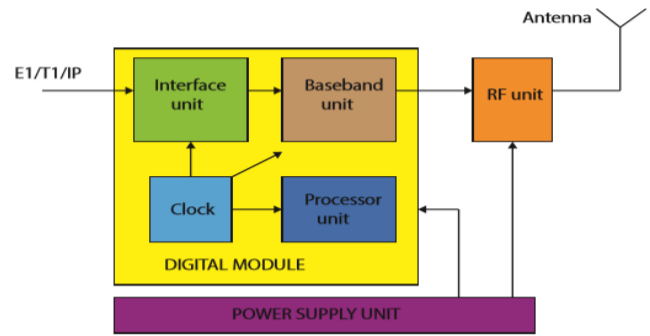 Antenna
E1/T1/IP
Interface
unit
Baseband
unit
RF unit
Clock
Processor
unit
DIGITAL MODULE
POWER SUPPLY UNIT